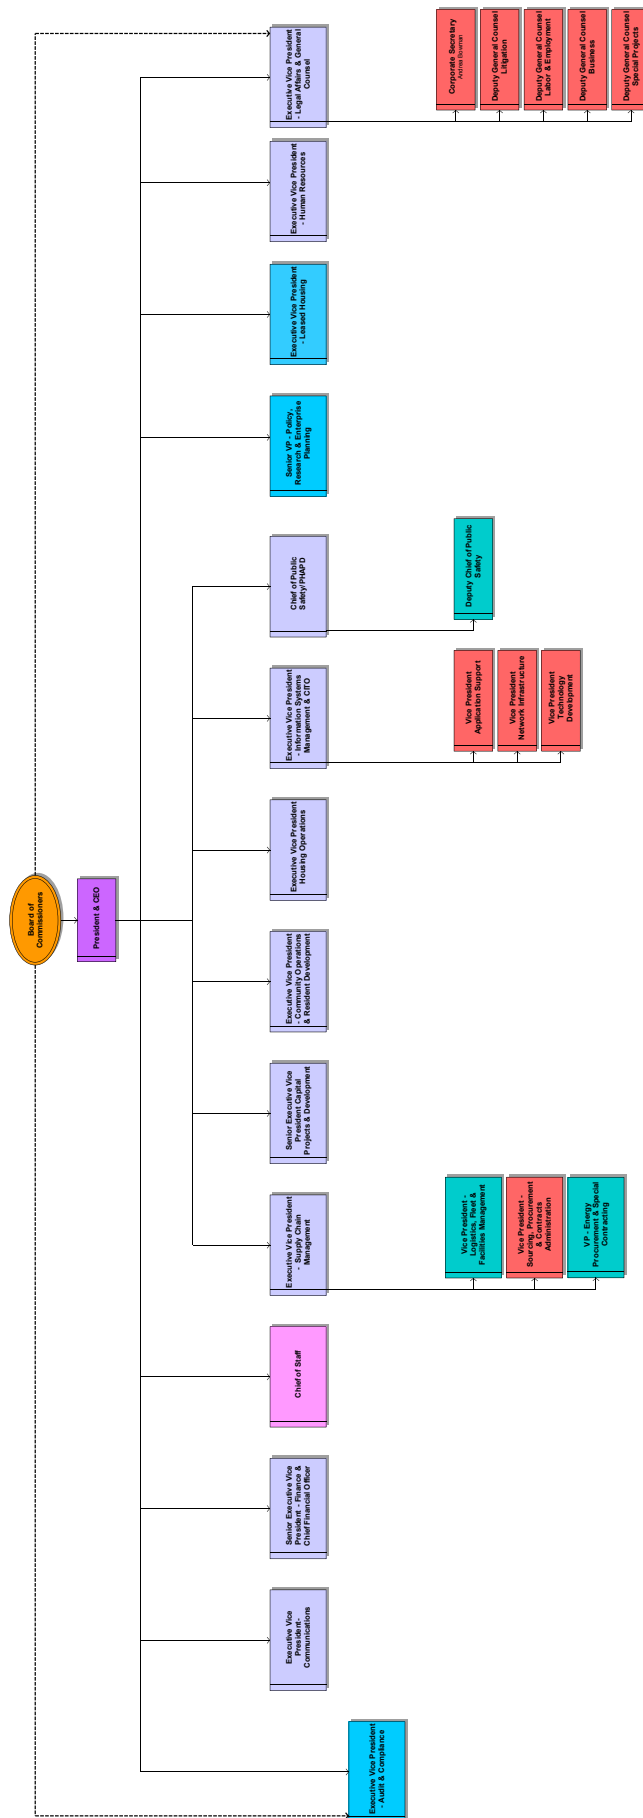 Board of
Commissioners
President & CEO
Executive Vice
President-
Communications
Senior Executive Vice
President - Finance &
Chief Financial Officer
Chief of Staff
Executive Vice President
- Supply Chain
Management
Senior Executive Vice
President Capital
Projects & Development
Executive Vice President
- Community Operations
& Resident Development
Executive Vice President
Housing Operations
Executive Vice President
- Information Systems
Management & CITO
Chief of Public
Safety/PHAPD
Senior VP - Policy,
Research & Enterprise
Planning
Executive Vice President
- Leased Housing
Executive Vice President
- Human Resources
Executive Vice President
- Legal Affairs & General
Counsel
Executive Vice President
- Audit & Compliance
Vice President -
Logistics, Fleet &
Facilities Management
Vice President -
Sourcing, Procurement
& Contracts
Administration
VP - Energy
Procurement & Special
Contracting
Vice President
Application Support
Vice President
Network Infrastructure
Vice President
Technology
Development
Deputy Chief of Public
Safety
Corporate Secretary
Andrea Bowman
Deputy General Counsel
Litigation
Deputy General Counsel
Labor & Employment
Deputy General Counsel
Business
Deputy General Counsel
Special Projects